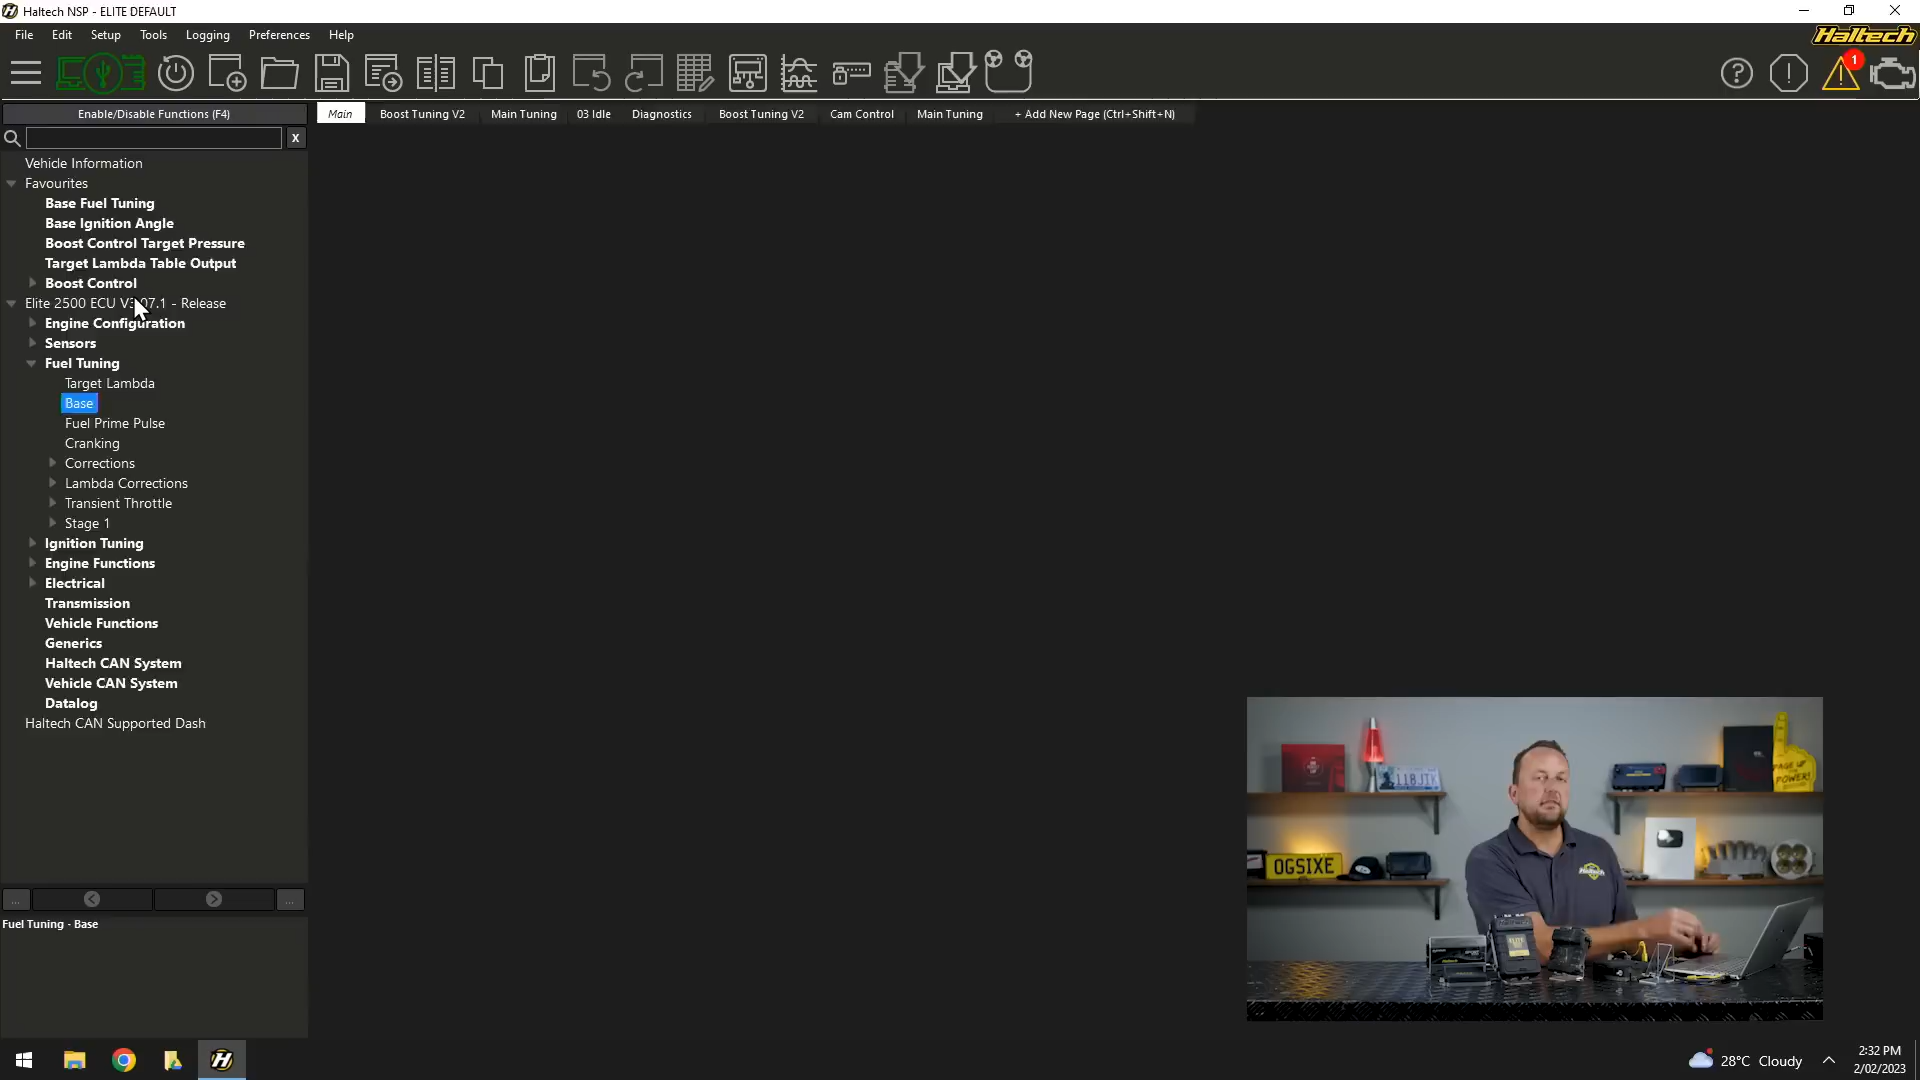 Haltech NSP - ELITE DEFAULT
File Edit Setup Tools Logging Preferences Help
Haltech
1
Enable/Disable Functions (F4)
Main Boost Tuning V2 Main Tuning 03 Idle Diagnostics Boost Tuning V2 Cam Control Main Tuning + Add New Page (Ctrl+Shift+N)
X
Vehicle Information
Favourites
Base Fuel Tuning
Base Ignition Angle
Boost Control Target Pressure
Target Lambda Table Output
Boost Control
Elite 2500 ECU V3.07.1 - Release
Engine Configuration
Sensors
Fuel Tuning
Target Lambda
Base
Fuel Prime Pulse
Cranking
Corrections
Lambda Corrections
Transient Throttle
Stage 1
Ignition Tuning
Engine Functions
Electrical
Transmission
Vehicle Functions
Generics
Haltech CAN System
Vehicle CAN System
Datalog
Haltech CAN Supported Dash
... ...
Fuel Tuning - Base
118JTK
POWER!
OGSIXE
Haltech
ELITE
28°C Cloudy
2:32 PM
2/02/2023